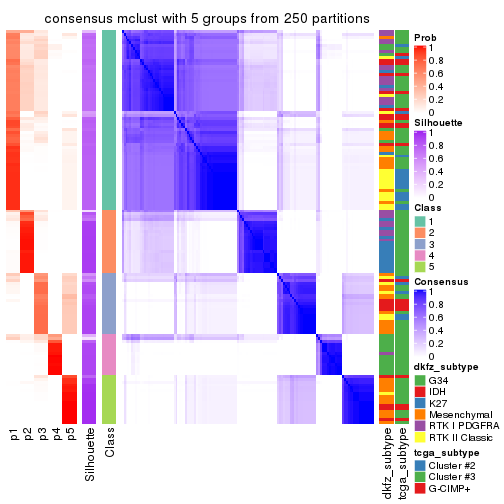 consensus mclust with 5 groups from 250 partitions
Prob
1
0.8
0.6
0.4
0.2
0
Silhouette
1
0.8
0.6
0.4
0.2
0
Class
1
2
3
4
5
Consensus
1
0.8
0.6
0.4
0.2
0
dkfz_subtype
G34
IDH
K27
Mesenchymal
RTK I PDGFRA
RTK II Classic
tcga_subtype
Cluster #2
Cluster #3
G-CIMP+
p1
p2
p3
p4
p5
Silhouette
Class
dkfz_subtype
tcga_subtype